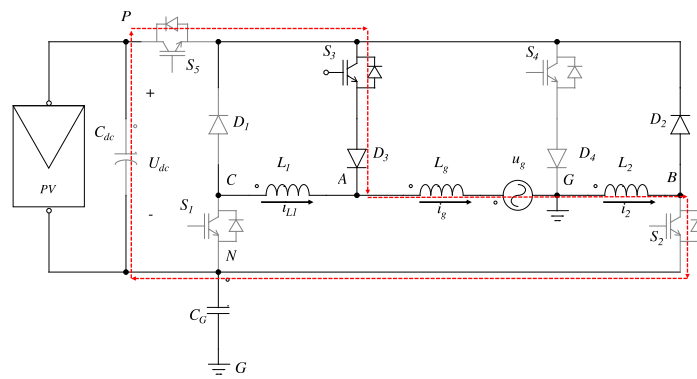 P
S5
S3
S4
+
Cdc
D1
D2
Udc
D3
D4
L1
Lg
ug
L2
PV
C
A
G
B
S1
iL1
ig
i2
-
S2
N
CG
G